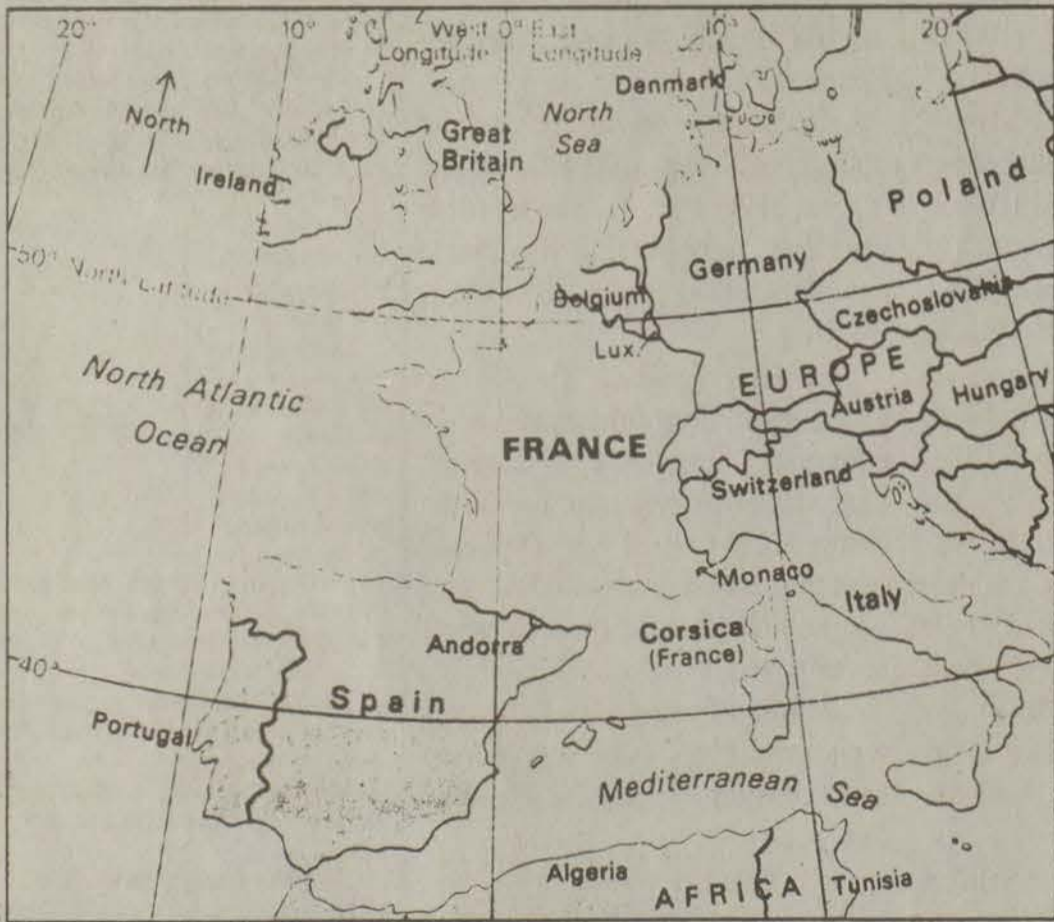 20°
10°
West 0° East
10°
20°
Longitude
Longitude
North
Denmark
North
Sea
Great
Britain
Ireland
Poland
50° North Latitude
Germany
Belgium
Czechoslovakia
Lux.
EUROPE
North Atlantic
Ocean
Austria
Hungary
FRANCE
Switzerland
Monaco
Italy
Andorra
Corsica
(France)
40°
Spain
Portugal
Mediterranean Sea
Algeria
AFRICA
Tunisia